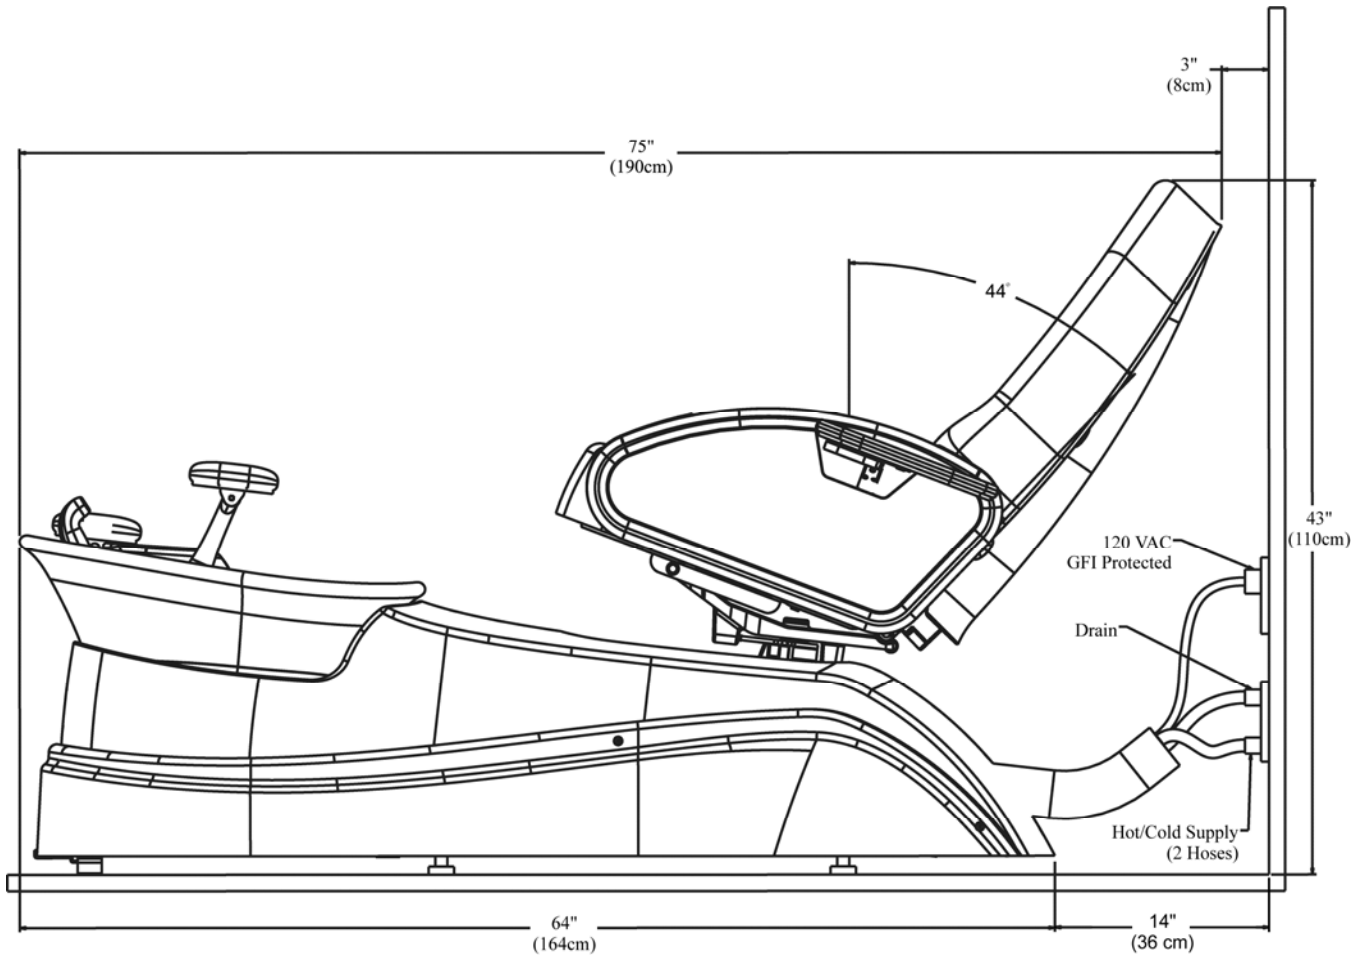 3"
(8cm)
75"
(190cm)
44°
43"
(110cm)
120 VAC
GFI Protected
Drain
Hot/Cold Supply
(2 Hoses)
64"
(164cm)
14"
(36 cm)